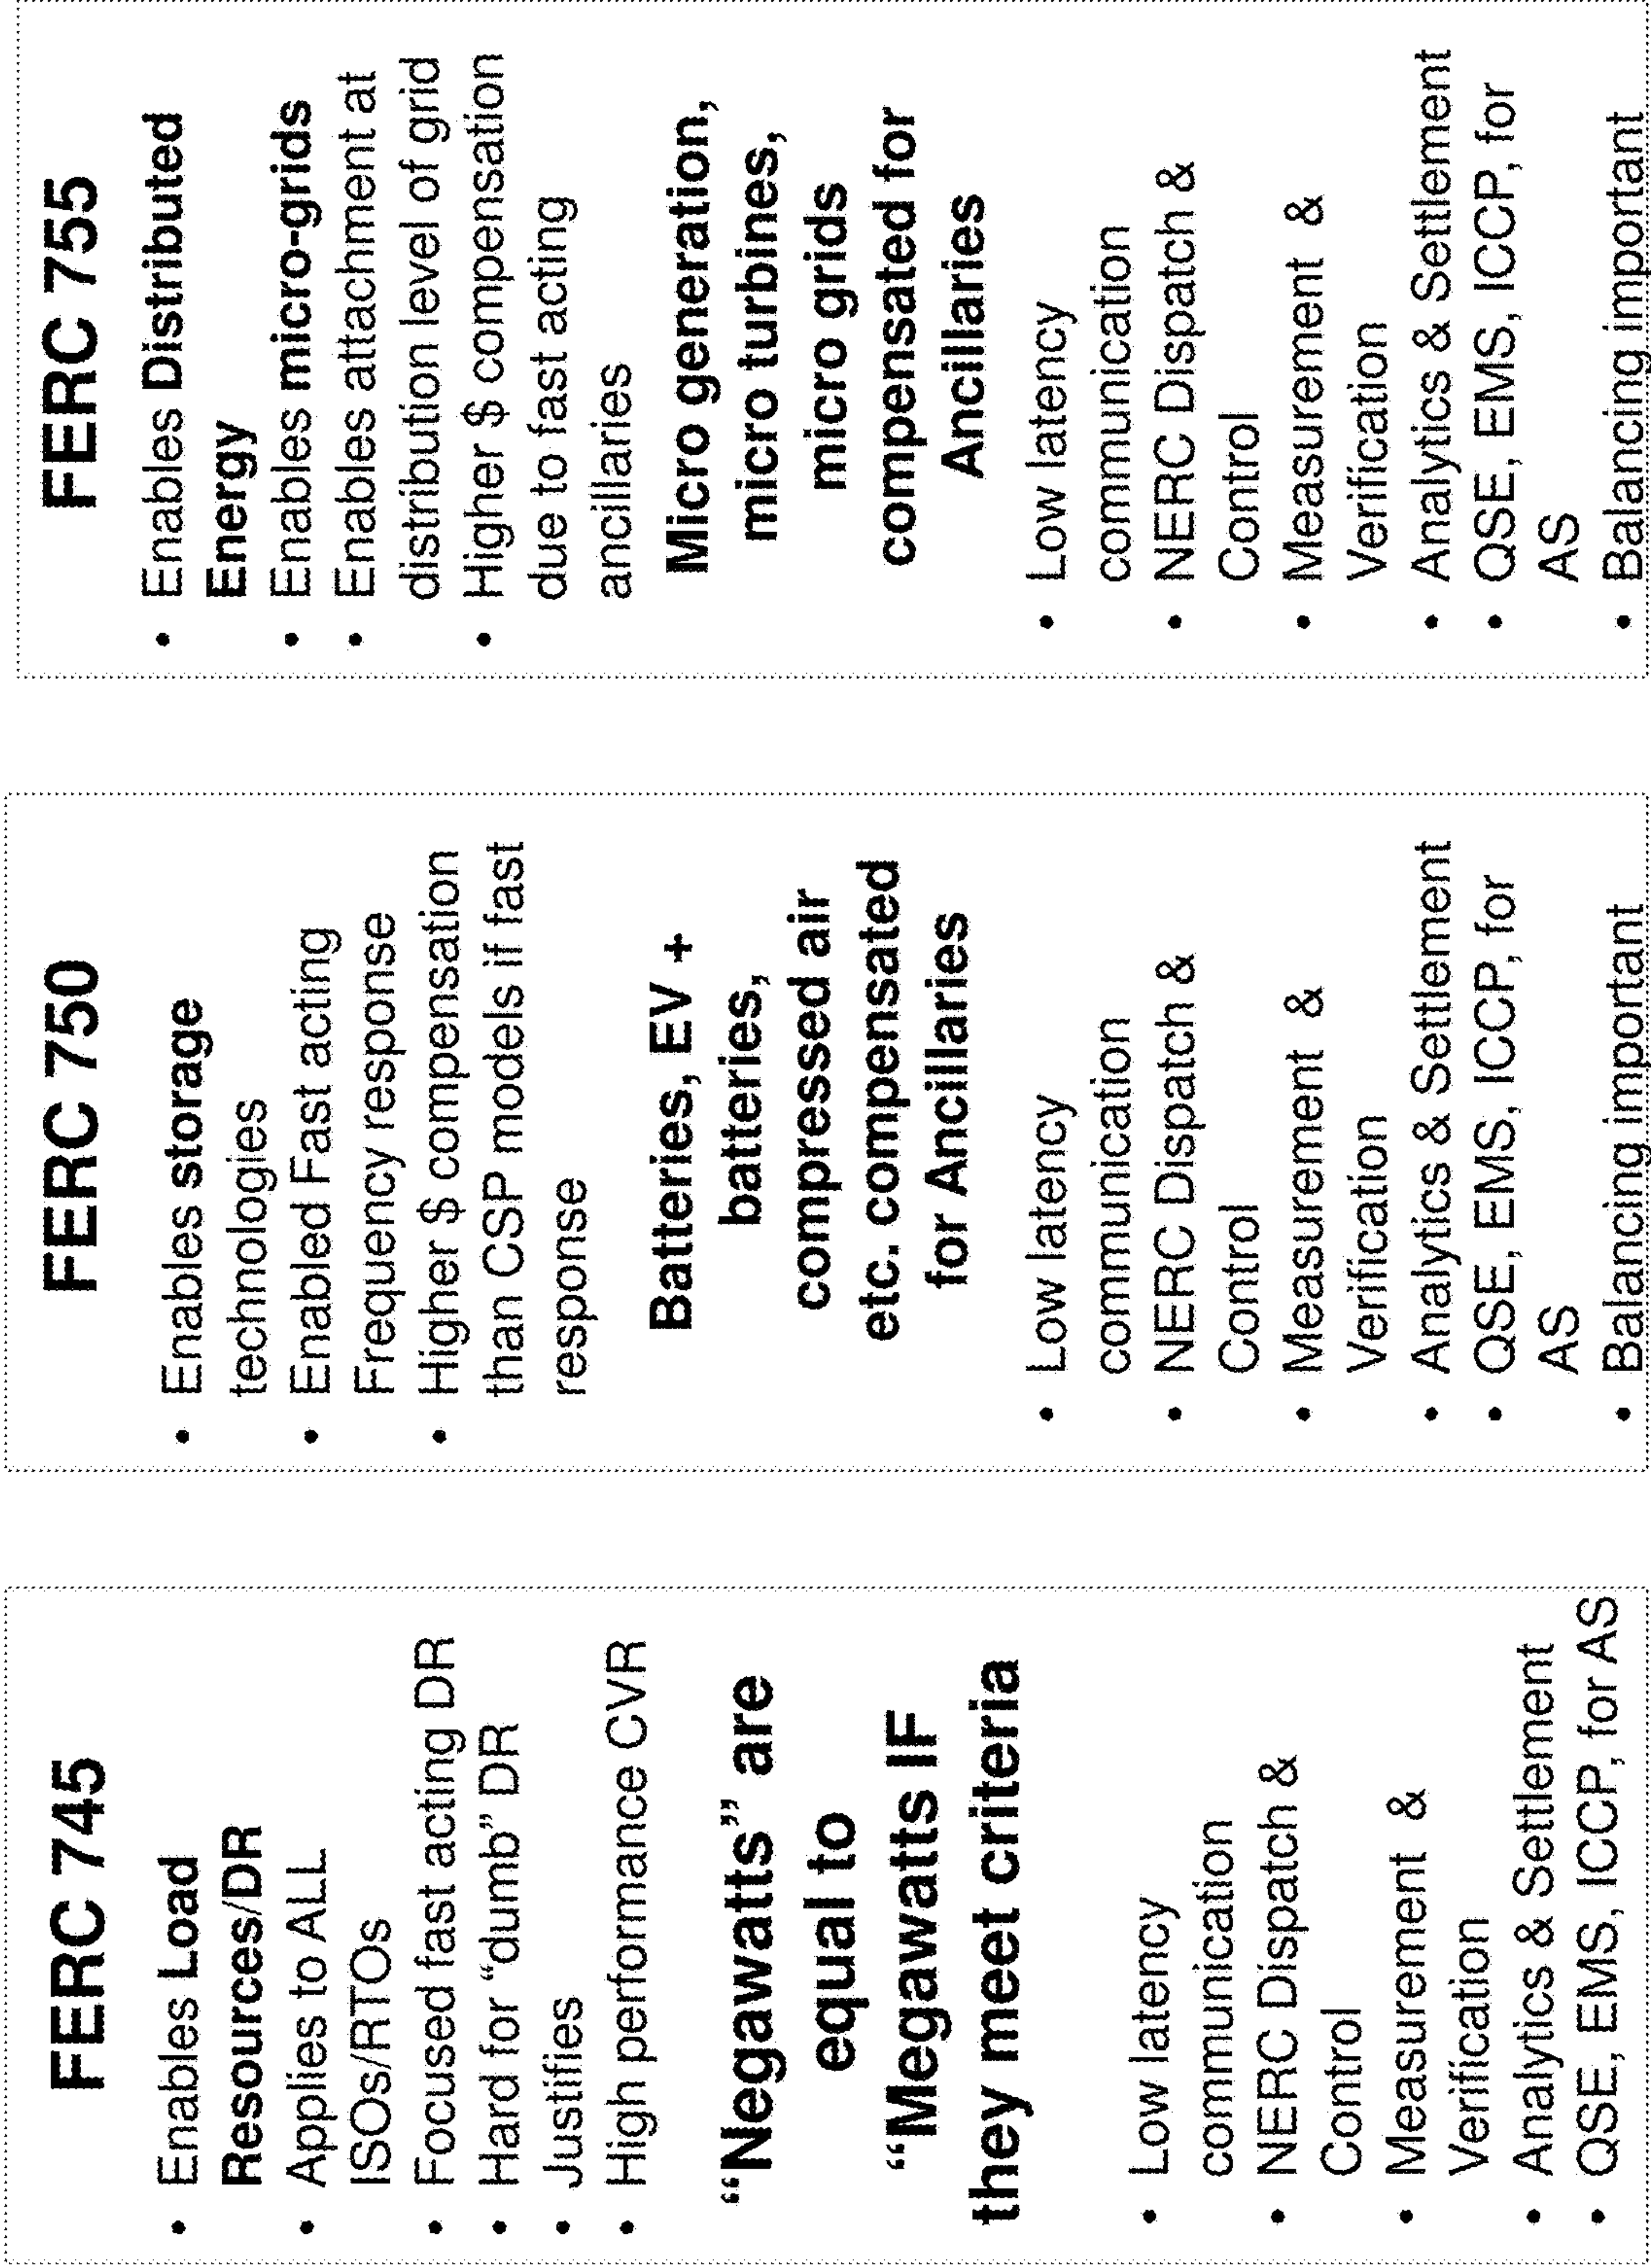 FERC 745
• Enables Load
Resources/DR
• Applies to ALL
ISOs/RTOs
• Focused fast acting DR
• Hard for “dumb” DR
• Justifies
• High performance CVR
“Negawatts” are
equal to
“Megawatts IF
they meet criteria
• Low latency
communication
• NERC Dispatch &
Control
• Measurement &
Verification
• Analytics & Settlement
• QSE, EMS, ICCP, for AS
FERC 750
• Enables storage
technologies
• Enabled Fast acting
Frequency response
• Higher $ compensation
than CSP models if fast
response
Batteries, EV +
batteries,
compressed air
etc. compensated
for Ancillaries
• Low latency
communication
• NERC Dispatch &
Control
• Measurement &
Verification
• Analytics & Settlement
• QSE, EMS, ICCP, for
AS
• Balancing important
FERC 755
• Enables Distributed
Energy
• Enables micro-grids
• Enables attachment at
distribution level of grid
• Higher $ compensation
due to fast acting
ancillaries
Micro generation,
micro turbines,
micro grids
compensated for
Ancillaries
• Low latency
communication
• NERC Dispatch &
Control
• Measurement &
Verification
• Analytics & Settlement
• QSE, EMS, ICCP, for
AS
• Balancing important